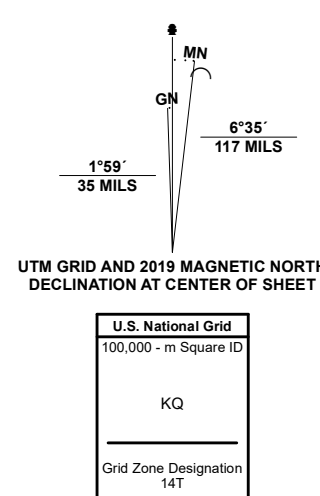 MN
GN
6°35´
117 MILS
1°59´
35 MILS
UTM GRID AND 2019 MAGNETIC NORTH
DECLINATION AT CENTER OF SHEET
U.S. National Grid
100,000 - m Square ID
KQ
Grid Zone Designation
14T